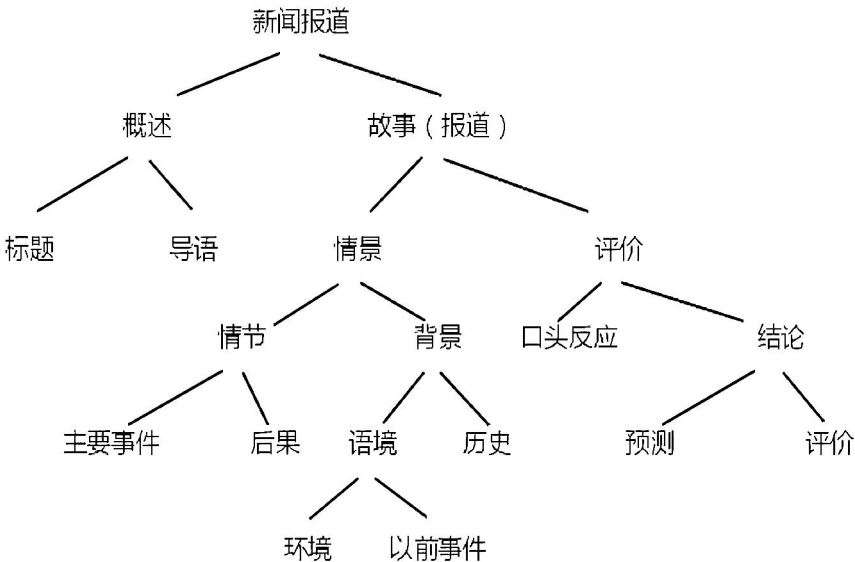 新闻报道
概述 故事（报道）
标题 导语 情景 评价
情节 背景 口头反应 结论
主要事件 后果 语境 历史 预测 评价
环境 以前事件